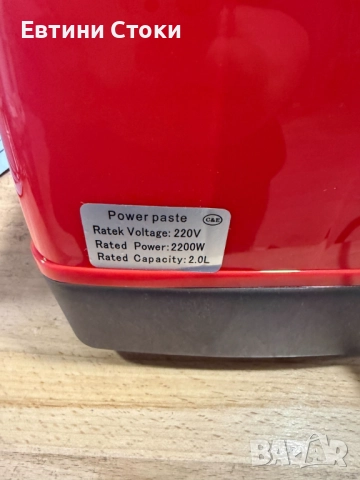 Евтини Стоки
Power paste C&E
Ratek Voltage: 220V
Rated Power: 2200W
Rated Capacity: 2.0L
BAZAR